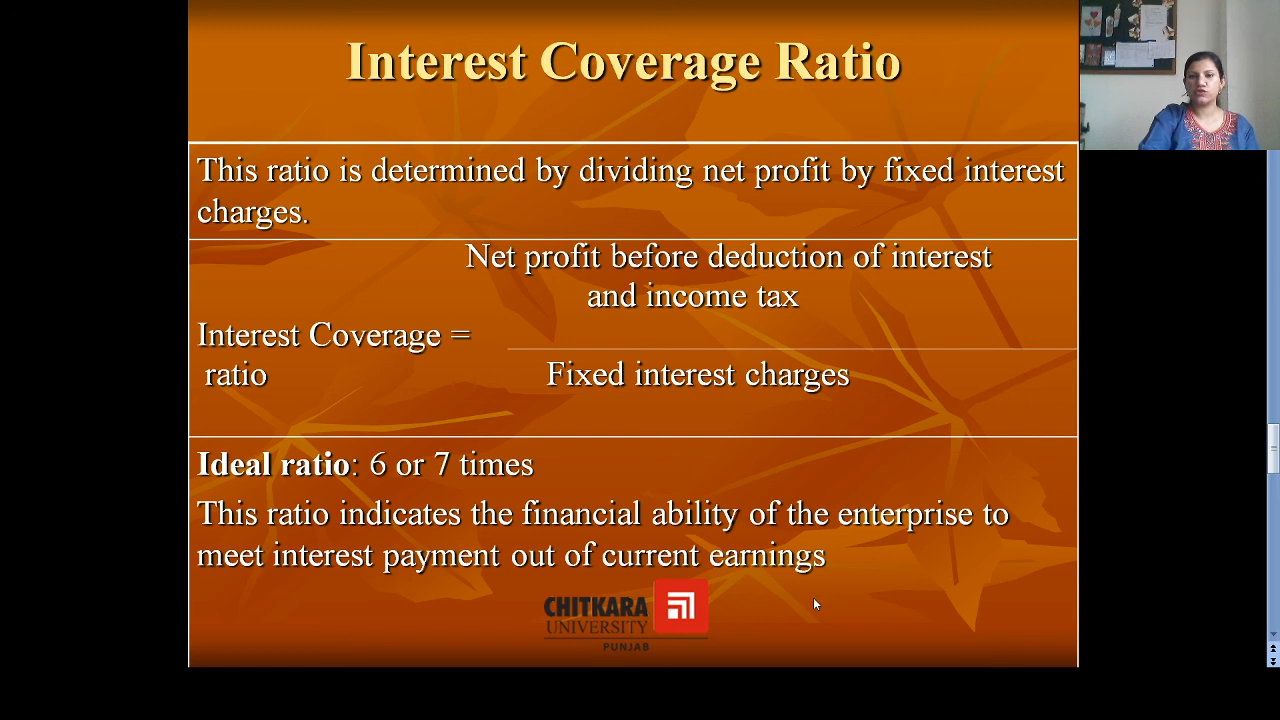 Interest Coverage Ratio
This ratio is determined by dividing net profit by fixed interest
charges.
Net profit before deduction of interest
and income tax
Interest Coverage =
ratio
Fixed interest charges
Ideal ratio: 6 or 7 times
This ratio indicates the financial ability of the enterprise to
meet interest payment out of current earnings
CHITKARA
UNIVERSITY
PUNJAB